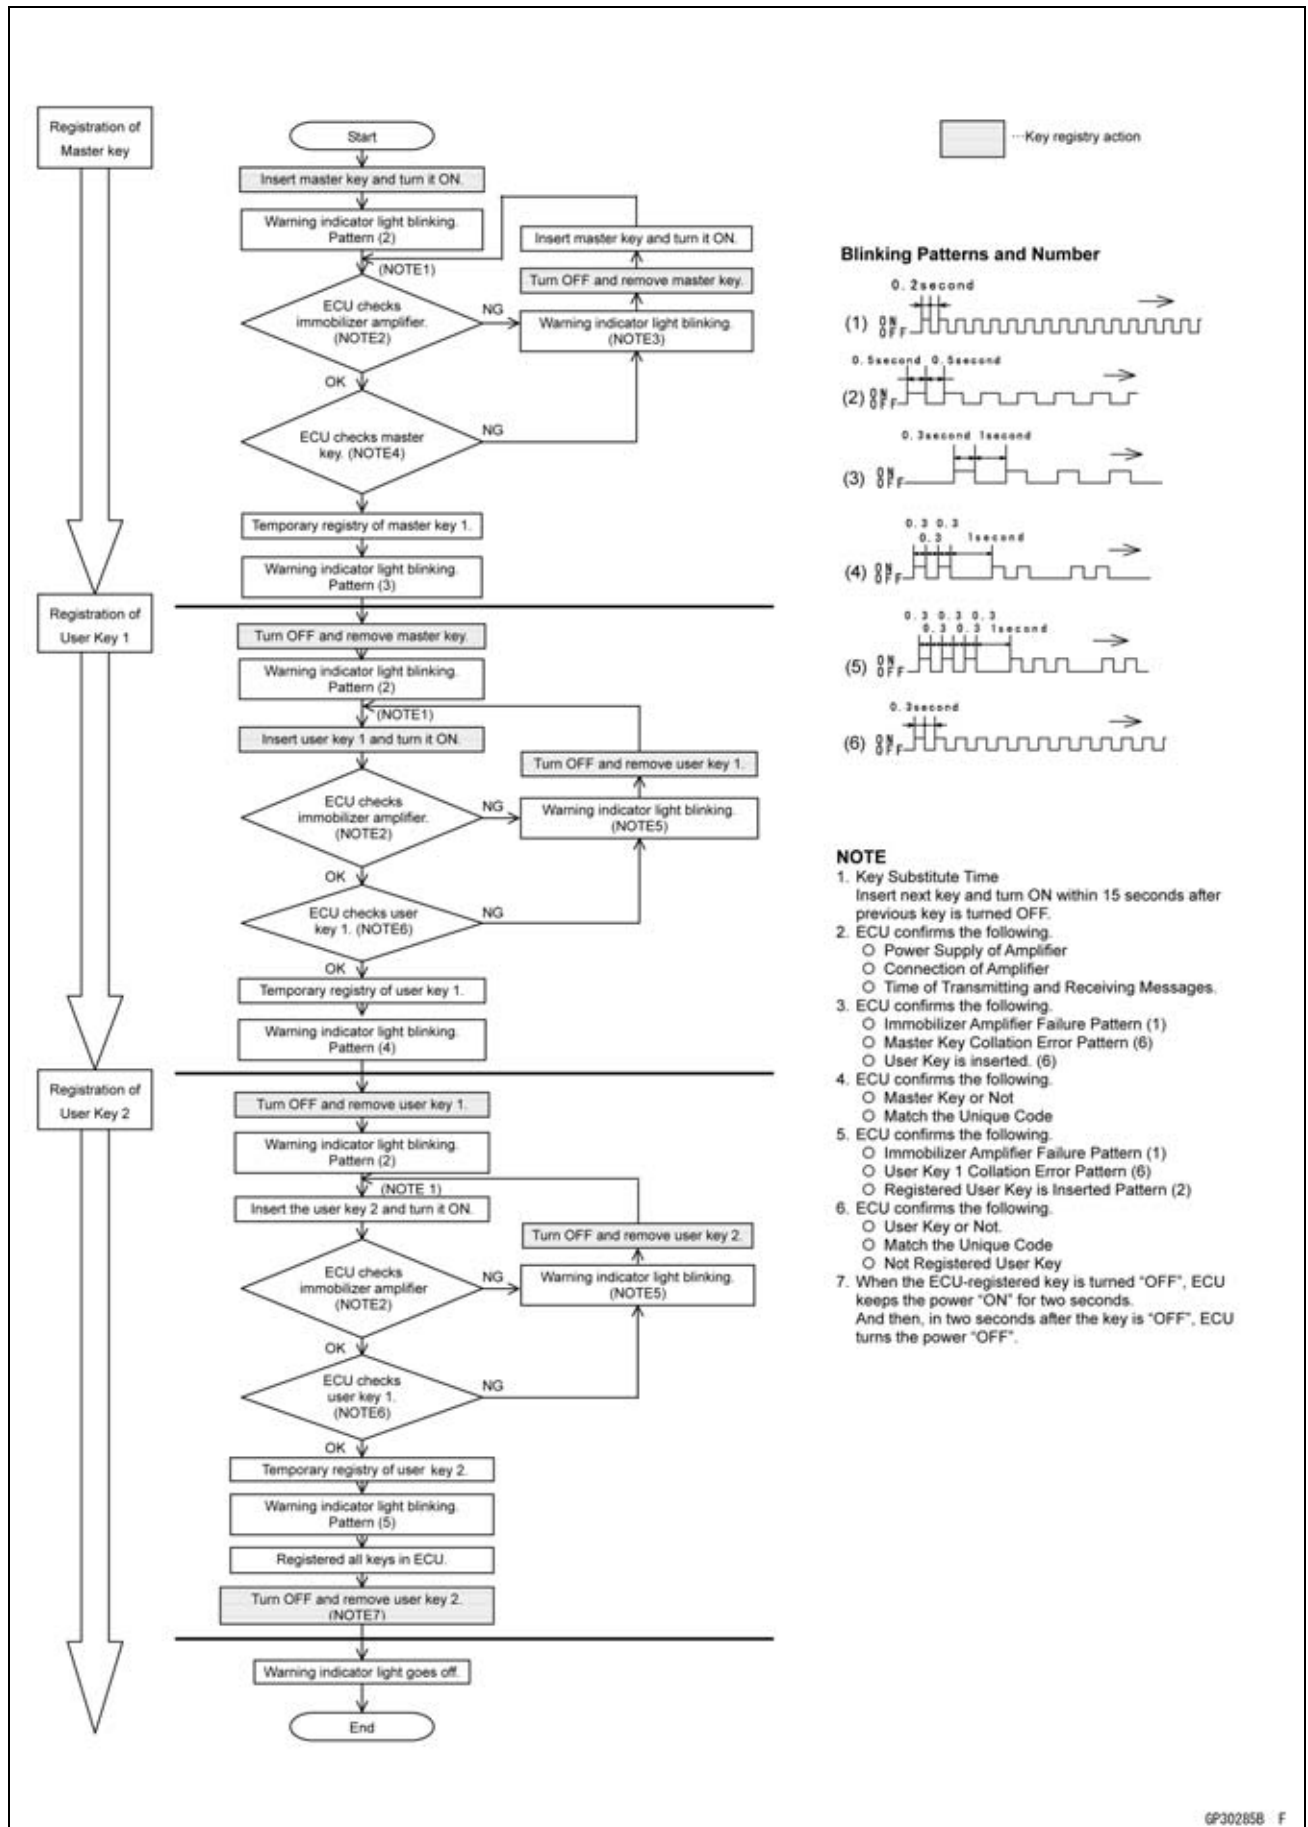 Registration of
Master key
Start
Insert master key and turn it ON.
Warning indicator light blinking.
Pattern (2)
(NOTE1)
ECU checks
immobilizer amplifier.
(NOTE2)
NG
Insert master key and turn it ON.
Turn OFF and remove master key.
Warning indicator light blinking.
(NOTE3)
OK
ECU checks master
key. (NOTE4)
NG
Temporary registry of master key 1.
Warning indicator light blinking.
Pattern (3)
Registration of
User Key 1
Turn OFF and remove master key.
Warning indicator light blinking.
Pattern (2)
(NOTE1)
Insert user key 1 and turn it ON.
ECU checks
immobilizer amplifier.
(NOTE2)
NG
Turn OFF and remove user key 1.
Warning indicator light blinking.
(NOTE5)
OK
ECU checks user
key 1. (NOTE6)
NG
OK
Temporary registry of user key 1.
Warning indicator light blinking.
Pattern (4)
Registration of
User Key 2
Turn OFF and remove user key 1.
Warning indicator light blinking.
Pattern (2)
(NOTE 1)
Insert the user key 2 and turn it ON.
ECU checks
immobilizer amplifier
(NOTE2)
NG
Turn OFF and remove user key 2.
Warning indicator light blinking.
(NOTE5)
OK
ECU checks
user key 1.
(NOTE6)
NG
OK
Temporary registry of user key 2.
Warning indicator light blinking.
Pattern (5)
Registered all keys in ECU.
Turn OFF and remove user key 2.
(NOTE7)
Warning indicator light goes off.
End
···Key registry action
Blinking Patterns and Number
0.2second
(1) ON
OFF
0.5second 0.5second
(2) ON
OFF
0.3second 1second
(3) ON
OFF
0.3 0.3
0.3 1second
(4) ON
OFF
0.3 0.3 0.3
0.3 0.3 1second
(5) ON
OFF
0.3second
(6) ON
OFF
NOTE
1. Key Substitute Time
Insert next key and turn ON within 15 seconds after
previous key is turned OFF.
2. ECU confirms the following.
○ Power Supply of Amplifier
○ Connection of Amplifier
○ Time of Transmitting and Receiving Messages.
3. ECU confirms the following.
○ Immobilizer Amplifier Failure Pattern (1)
○ Master Key Collation Error Pattern (6)
○ User Key is inserted. (6)
4. ECU confirms the following.
○ Master Key or Not
○ Match the Unique Code
5. ECU confirms the following.
○ Immobilizer Amplifier Failure Pattern (1)
○ User Key 1 Collation Error Pattern (6)
○ Registered User Key is Inserted Pattern (2)
6. ECU confirms the following.
○ User Key or Not.
○ Match the Unique Code
○ Not Registered User Key
7. When the ECU-registered key is turned “OFF”, ECU
keeps the power “ON” for two seconds.
And then, in two seconds after the key is “OFF”, ECU
turns the power “OFF”.
GP30285B F